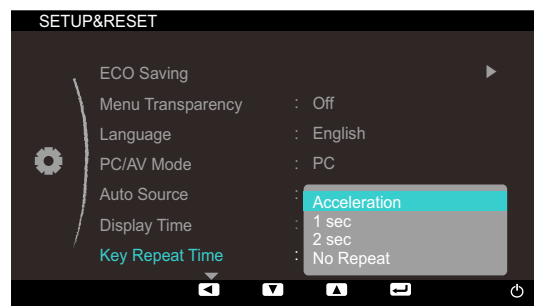 SETUP&RESET
ECO Saving
Menu Transparency : Off
Language : English
PC/AV Mode : PC
Auto Source :
Display Time :
Key Repeat Time :
Acceleration
1 sec
2 sec
No Repeat